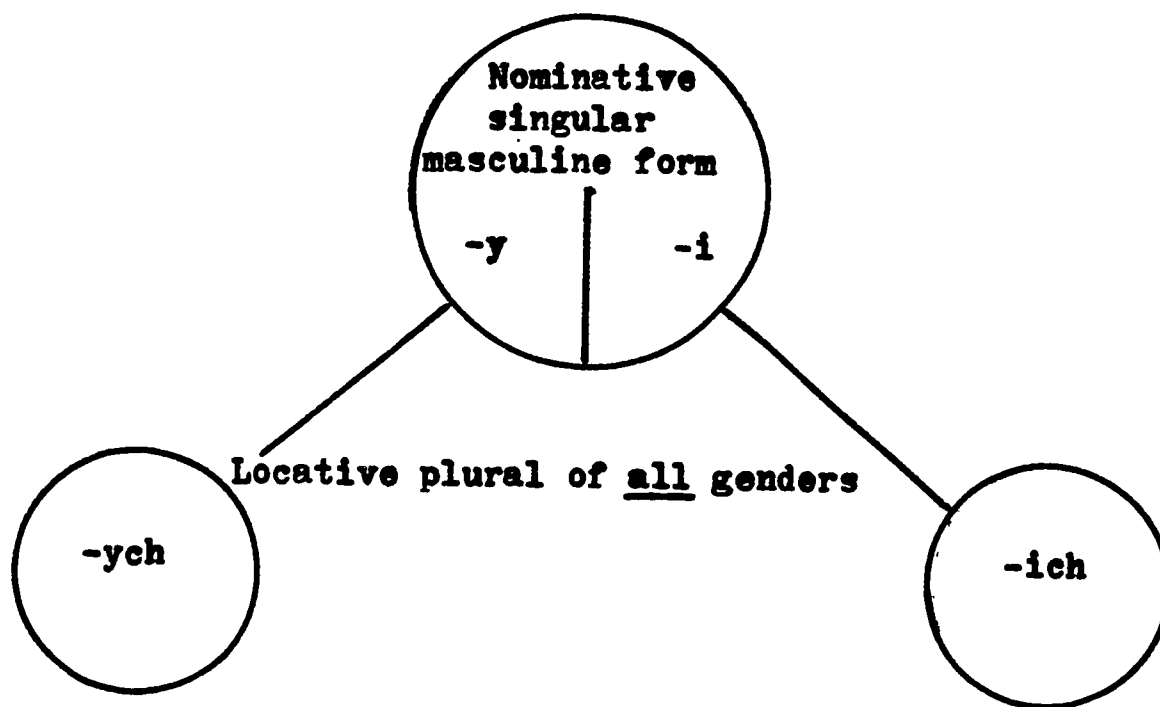 Nominative
singular
masculine form
-y -i
Locative plural of all genders
-ych
-ich